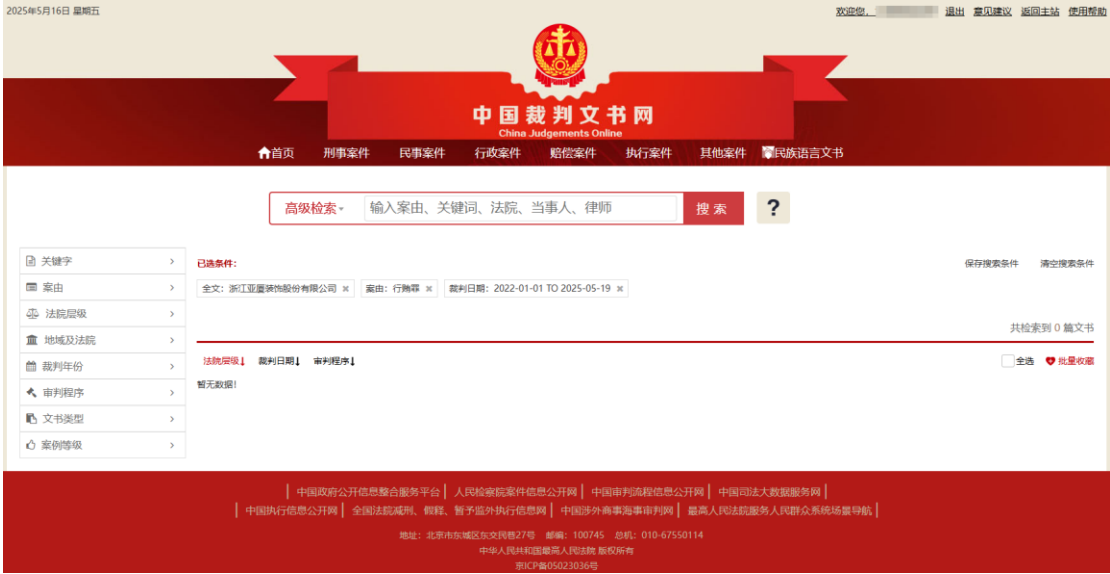 2025年5月16日 星期五
欢迎您， 退出 意见建议 返回主站 使用帮助
中国裁判文书网
China Judgements Online
首页 刑事案件 民事案件 行政案件 赔偿案件 执行案件 其他案件 民族语言文书
高级检索 输入案由、关键词、法院、当事人、律师 搜索 ?
关键字 >
案由 >
法院层级 >
地域及法院 >
裁判年份 >
审判程序 >
文书类型 >
案例等级 >
已选条件：
保存搜索条件 清空搜索条件
全文：浙江亚厦装饰股份有限公司 × 案由：行贿罪 × 裁判日期：2022-01-01 TO 2025-05-19 ×
共检索到 0 篇文书
法院层级↓ 裁判日期↓ 审判程序↓
全选 批量收藏
暂无数据!
| 中国政府公开信息整合服务平台 | 人民检察院案件信息公开网 | 中国审判流程信息公开网 | 中国司法大数据服务网 |
| 中国执行信息公开网 | 全国法院减刑、假释、暂予监外执行信息网 | 中国涉外商事海事审判网 | 最高人民法院服务人民群众系统场景导航 |
地址：北京市东城区东交民巷27号 邮编：100745 总机：010-67550114
中华人民共和国最高人民法院 版权所有
京ICP备05023036号